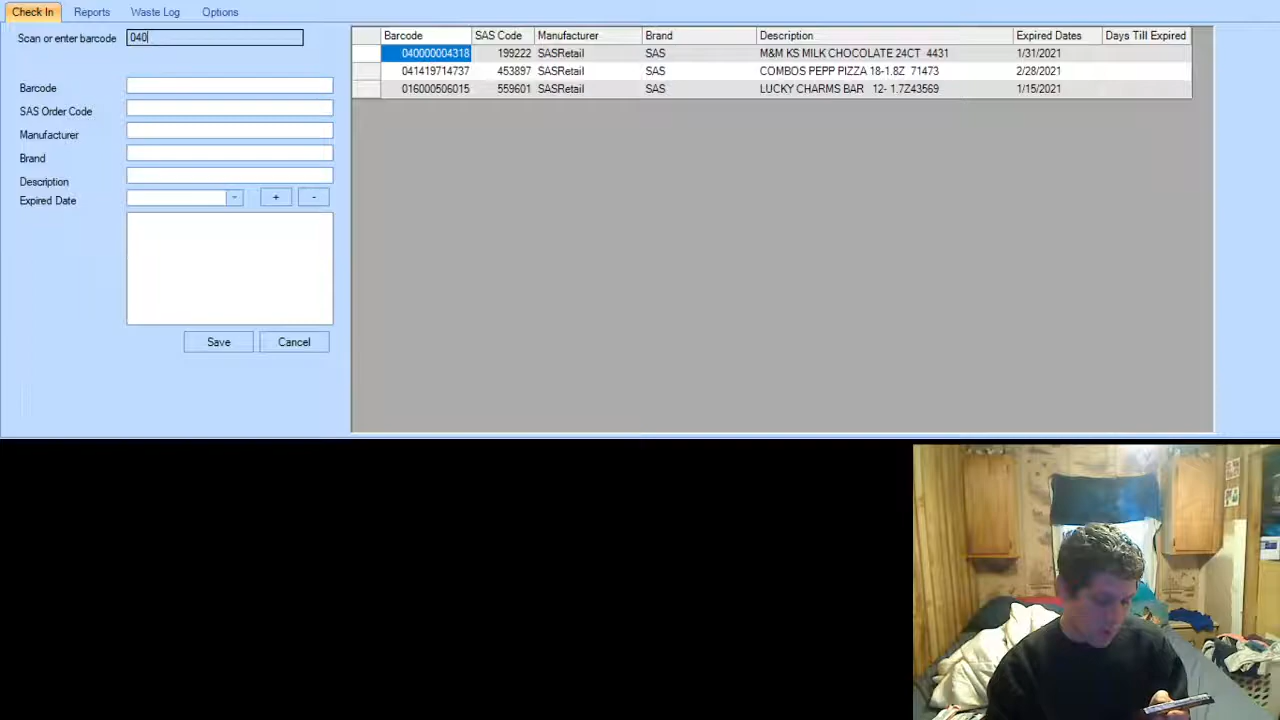 Check In Reports Waste Log Options
Scan or enter barcode 040
Barcode
SAS Order Code
Manufacturer
Brand
Description
Expired Date + -
Save Cancel
Barcode SAS Code Manufacturer Brand Description Expired Dates Days Till Expired
040000004318 199222 SASRetail SAS M&M KS MILK CHOCOLATE 24CT 4431 1/31/2021
041419714737 453897 SASRetail SAS COMBOS PEPP PIZZA 18-1.8Z 71473 2/28/2021
016000506015 559601 SASRetail SAS LUCKY CHARMS BAR 12- 1.7Z43569 1/15/2021